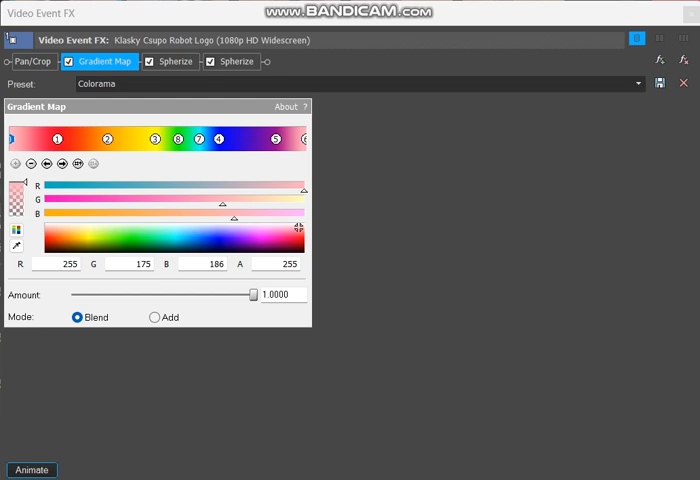 Video Event FX
www.BANDICAM.com
1
Video Event FX: Klasky Csupo Robot Logo (1080p HD Widescreen)
Pan/Crop Gradient Map Spherize Spherize
Preset: Colorama
Gradient Map About ?
1 2 3 8 7 4 5 6
R
G
B
R 255 G 175 B 186 A 255
Amount 1.0000
Mode: Blend Add
Animate